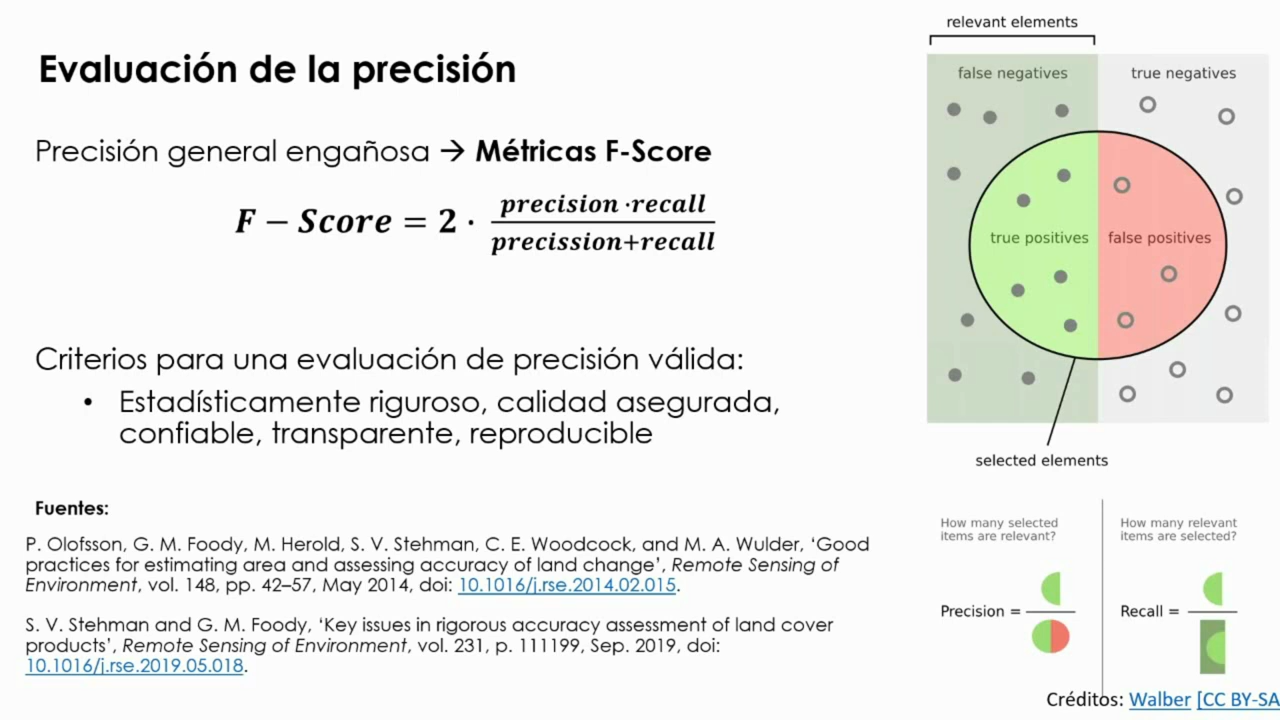 Evaluación de la precisión
Precisión general engañosa → Métricas F-Score
F − Score = 2 · precision ·recall / precission+recall
Criterios para una evaluación de precisión válida:
• Estadísticamente riguroso, calidad asegurada,
confiable, transparente, reproducible
Fuentes:
P. Olofsson, G. M. Foody, M. Herold, S. V. Stehman, C. E. Woodcock, and M. A. Wulder, ‘Good
practices for estimating area and assessing accuracy of land change’, Remote Sensing of
Environment, vol. 148, pp. 42–57, May 2014, doi: 10.1016/j.rse.2014.02.015.
S. V. Stehman and G. M. Foody, ‘Key issues in rigorous accuracy assessment of land cover
products’, Remote Sensing of Environment, vol. 231, p. 111199, Sep. 2019, doi:
10.1016/j.rse.2019.05.018.
relevant elements
false negatives
true negatives
true positives
false positives
selected elements
How many selected
items are relevant?
Precision =
How many relevant
items are selected?
Recall =
Créditos: Walber [CC BY-SA